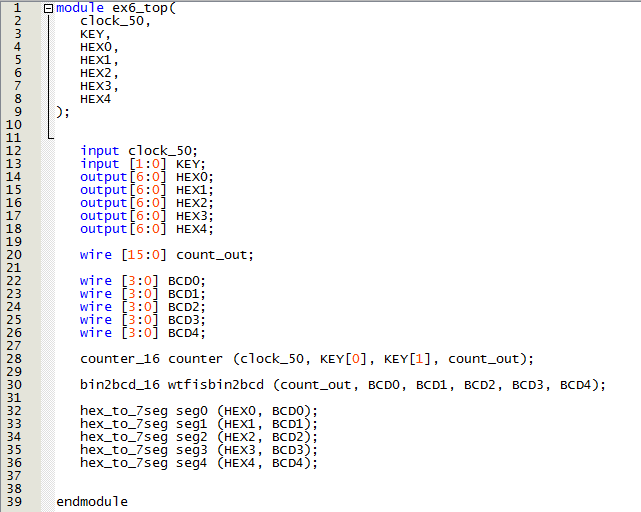 1 module ex6_top(
2 clock_50,
3 KEY,
4 HEX0,
5 HEX1,
6 HEX2,
7 HEX3,
8 HEX4
9 );
10
11
12 input clock_50;
13 input [1:0] KEY;
14 output[6:0] HEX0;
15 output[6:0] HEX1;
16 output[6:0] HEX2;
17 output[6:0] HEX3;
18 output[6:0] HEX4;
19
20 wire [15:0] count_out;
21
22 wire [3:0] BCD0;
23 wire [3:0] BCD1;
24 wire [3:0] BCD2;
25 wire [3:0] BCD3;
26 wire [3:0] BCD4;
27
28 counter_16 counter (clock_50, KEY[0], KEY[1], count_out);
29
30 bin2bcd_16 wtfisbin2bcd (count_out, BCD0, BCD1, BCD2, BCD3, BCD4);
31
32 hex_to_7seg seg0 (HEX0, BCD0);
33 hex_to_7seg seg1 (HEX1, BCD1);
34 hex_to_7seg seg2 (HEX2, BCD2);
35 hex_to_7seg seg3 (HEX3, BCD3);
36 hex_to_7seg seg4 (HEX4, BCD4);
37
38
39 endmodule